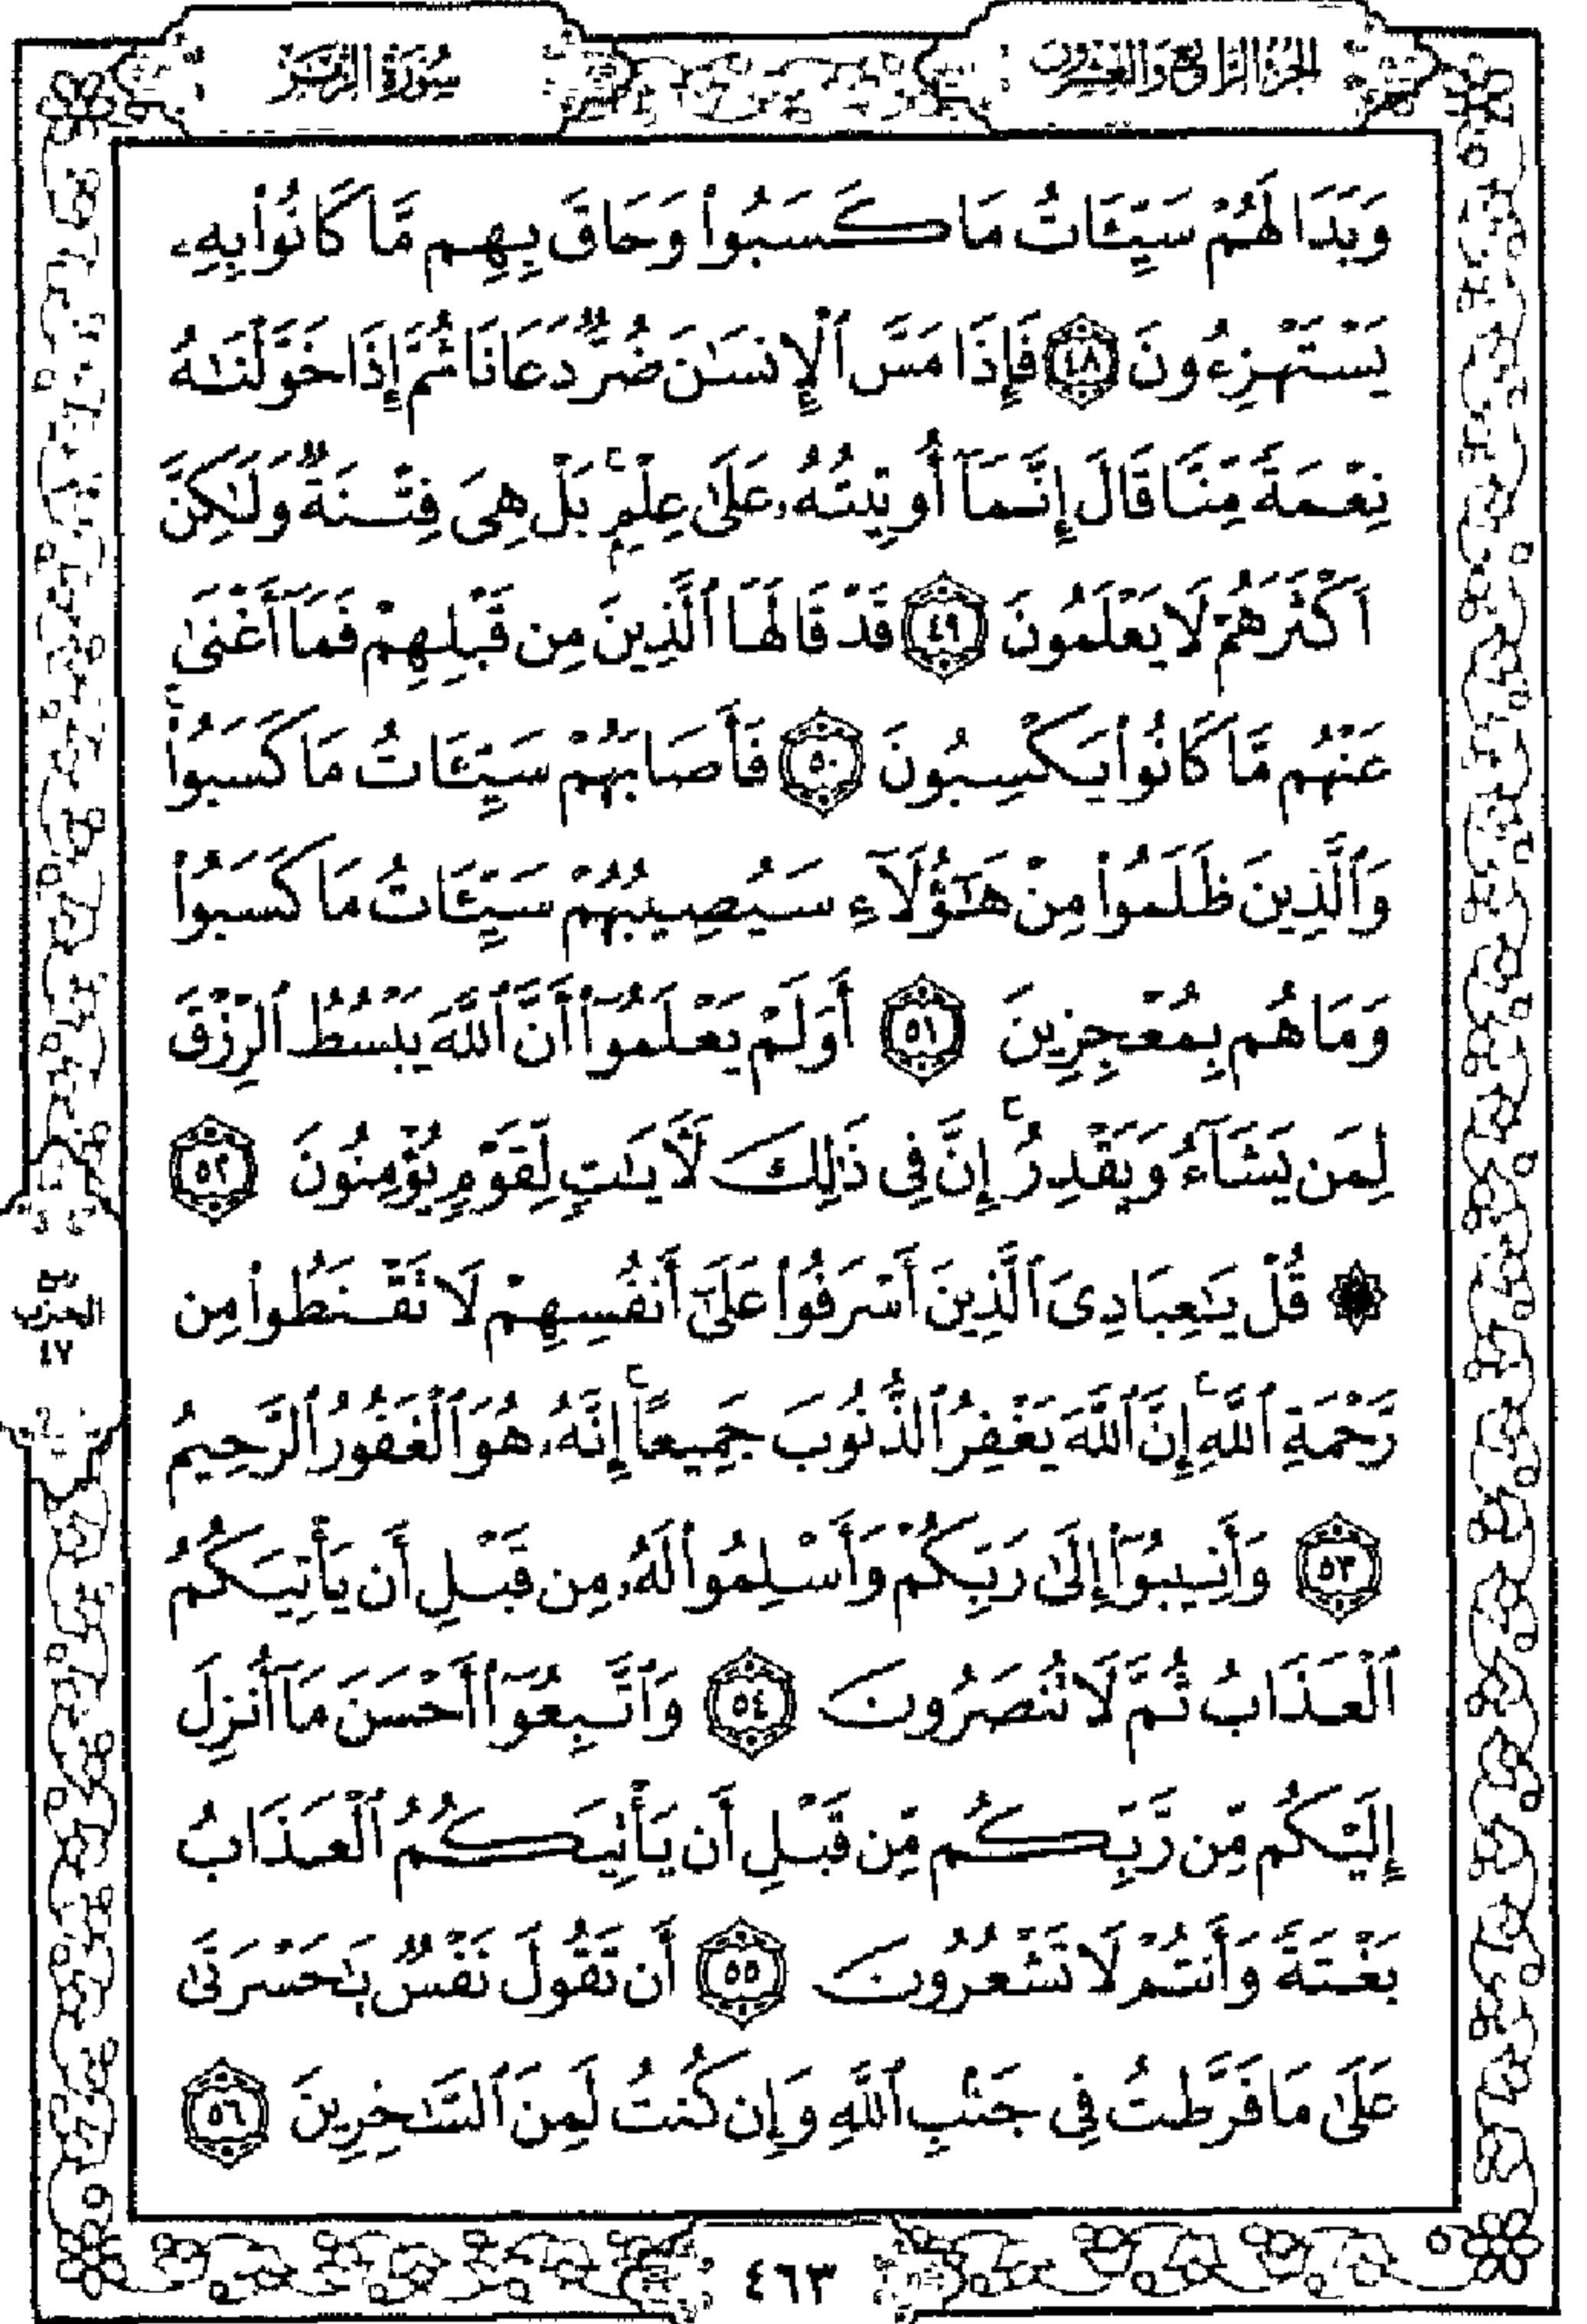 الجزء الرابع والعشرون
سورة الزمر
وَبَدَا لَهُمْ سَيِّـَٔاتُ مَا كَسَبُوا۟ وَحَاقَ بِهِم مَّا كَانُوا۟ بِهِۦ
يَسْتَهْزِءُونَ ٤٨ فَإِذَا مَسَّ ٱلْإِنسَـٰنَ ضُرٌّ دَعَانَا ثُمَّ إِذَا خَوَّلْنَـٰهُ
نِعْمَةً مِّنَّا قَالَ إِنَّمَآ أُوتِيتُهُۥ عَلَىٰ عِلْمٍۭ ۚ بَلْ هِىَ فِتْنَةٌ وَلَـٰكِنَّ
أَكْثَرَهُمْ لَا يَعْلَمُونَ ٤٩ قَدْ قَالَهَا ٱلَّذِينَ مِن قَبْلِهِمْ فَمَآ أَغْنَىٰ
عَنْهُم مَّا كَانُوا۟ يَكْسِبُونَ ٥٠ فَأَصَابَهُمْ سَيِّـَٔاتُ مَا كَسَبُوا۟ ۚ
وَٱلَّذِينَ ظَلَمُوا۟ مِنْ هَـٰٓؤُلَآءِ سَيُصِيبُهُمْ سَيِّـَٔاتُ مَا كَسَبُوا۟
وَمَا هُم بِمُعْجِزِينَ ٥١ أَوَلَمْ يَعْلَمُوٓا۟ أَنَّ ٱللَّهَ يَبْسُطُ ٱلرِّزْقَ
لِمَن يَشَآءُ وَيَقْدِرُ ۚ إِنَّ فِى ذَٰلِكَ لَـَٔايَـٰتٍ لِّقَوْمٍ يُؤْمِنُونَ ٥٢
۞ قُلْ يَـٰعِبَادِىَ ٱلَّذِينَ أَسْرَفُوا۟ عَلَىٰٓ أَنفُسِهِمْ لَا تَقْنَطُوا۟ مِن
رَّحْمَةِ ٱللَّهِ ۚ إِنَّ ٱللَّهَ يَغْفِرُ ٱلذُّنُوبَ جَمِيعًا ۚ إِنَّهُۥ هُوَ ٱلْغَفُورُ ٱلرَّحِيمُ
٥٣ وَأَنِيبُوٓا۟ إِلَىٰ رَبِّكُمْ وَأَسْلِمُوا۟ لَهُۥ مِن قَبْلِ أَن يَأْتِيَكُمُ
ٱلْعَذَابُ ثُمَّ لَا تُنصَرُونَ ٥٤ وَٱتَّبِعُوٓا۟ أَحْسَنَ مَآ أُنزِلَ
إِلَيْكُم مِّن رَّبِّكُم مِّن قَبْلِ أَن يَأْتِيَكُمُ ٱلْعَذَابُ
بَغْتَةً وَأَنتُمْ لَا تَشْعُرُونَ ٥٥ أَن تَقُولَ نَفْسٌ يَـٰحَسْرَتَىٰ
عَلَىٰ مَا فَرَّطتُ فِى جَنۢبِ ٱللَّهِ وَإِن كُنتُ لَمِنَ ٱلسَّـٰخِرِينَ ٥٦
الحزب
٤٧
٤٦٣